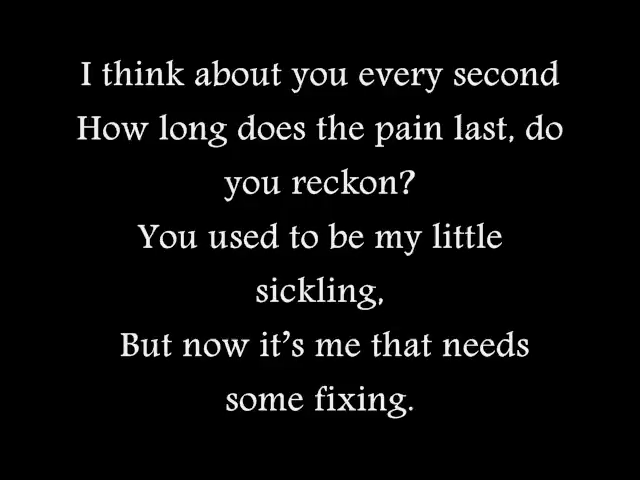 I think about you every second
How long does the pain last, do
you reckon?
You used to be my little
sickling,
But now it’s me that needs
some fixing.